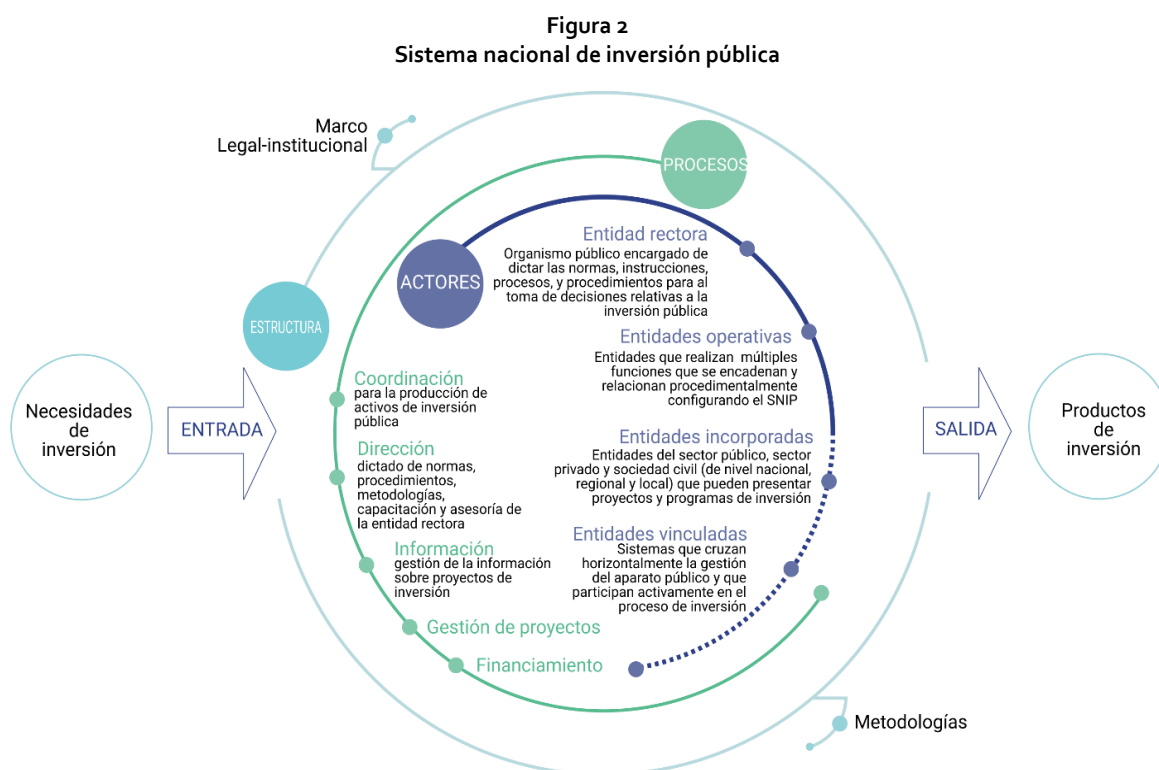 Figura 2
Sistema nacional de inversión pública
Marco
Legal-institucional
PROCESOS
ACTORES
ESTRUCTURA
Entidad rectora
Organismo público encargado de
dictar las normas, instrucciones,
procesos, y procedimientos para al
toma de decisiones relativas a la
inversión pública
Entidades operativas
Entidades que realizan múltiples
funciones que se encadenan y
relacionan procedimentalmente
configurando el SNIP
Entidades incorporadas
Entidades del sector público, sector
privado y sociedad civil (de nivel nacional,
regional y local) que pueden presentar
proyectos y programas de inversión
Entidades vinculadas
Sistemas que cruzan
horizontalmente la gestión
del aparato público y que
participan activamente en el
proceso de inversión
Coordinación
para la producción de
activos de inversión
pública
Dirección
dictado de normas,
procedimientos,
metodologías,
capacitación y asesoría de
la entidad rectora
Información
gestión de la información
sobre proyectos de
inversión
Gestión de proyectos
Financiamiento
Necesidades
de
inversión
ENTRADA
SALIDA
Productos
de
inversión
Metodologías